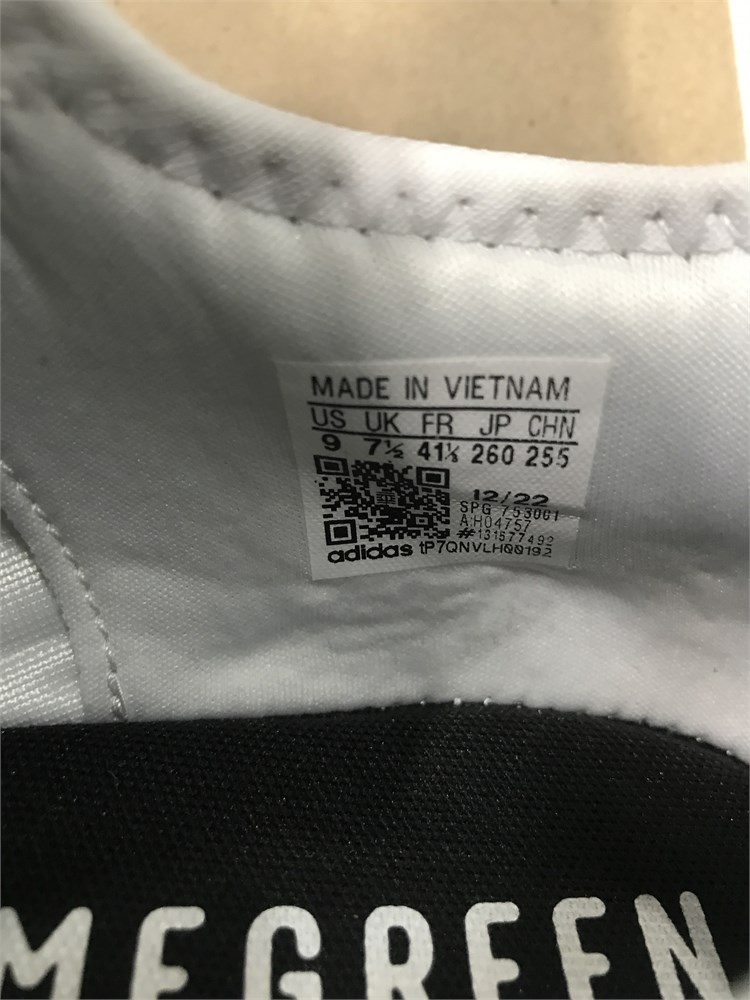 MADE IN VIETNAM
US UK FR JP CHN
9 7½ 41⅓ 260 255
12/22
SPG 753001
A:H04757
#131577492
adidas tP7QNVLH00192
MEGREEN